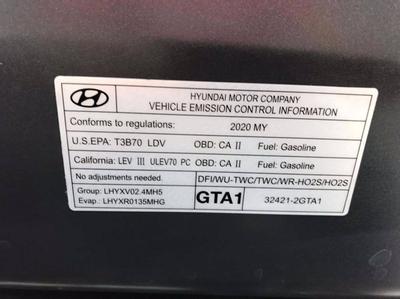 HYUNDAI MOTOR COMPANY
VEHICLE EMISSION CONTROL INFORMATION
Conforms to regulations: 2020 MY
U.S.EPA: T3B70 LDV OBD: CA II Fuel: Gasoline
California: LEV III ULEV70 PC OBD: CA II Fuel: Gasoline
No adjustments needed. DFI/WU-TWC/TWC/WR-HO2S/HO2S
Group: LHYXV02.4MH5
Evap.: LHYXR0135MHG
GTA1 32421-2GTA1